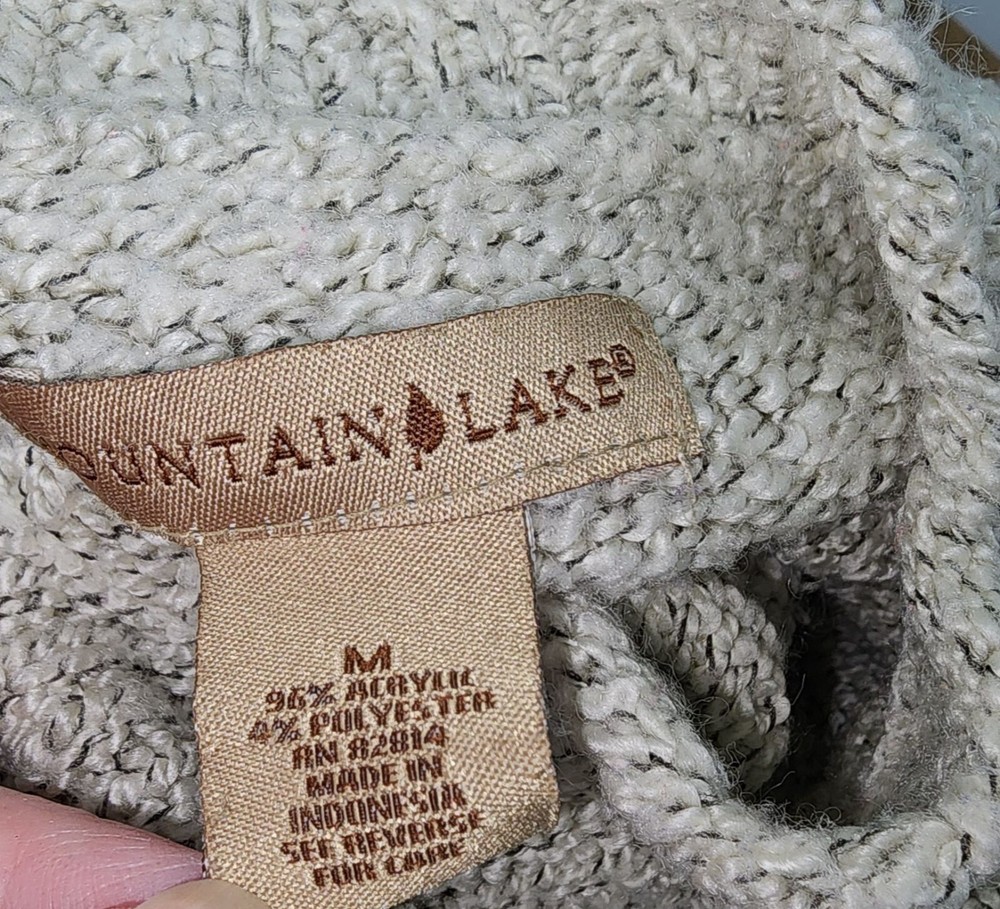 OUNTAIN LAKE®
M
96% ACRYLIC
4% POLYESTER
RN 82814
MADE IN
INDONESIA
SEE REVERSE
FOR CARE